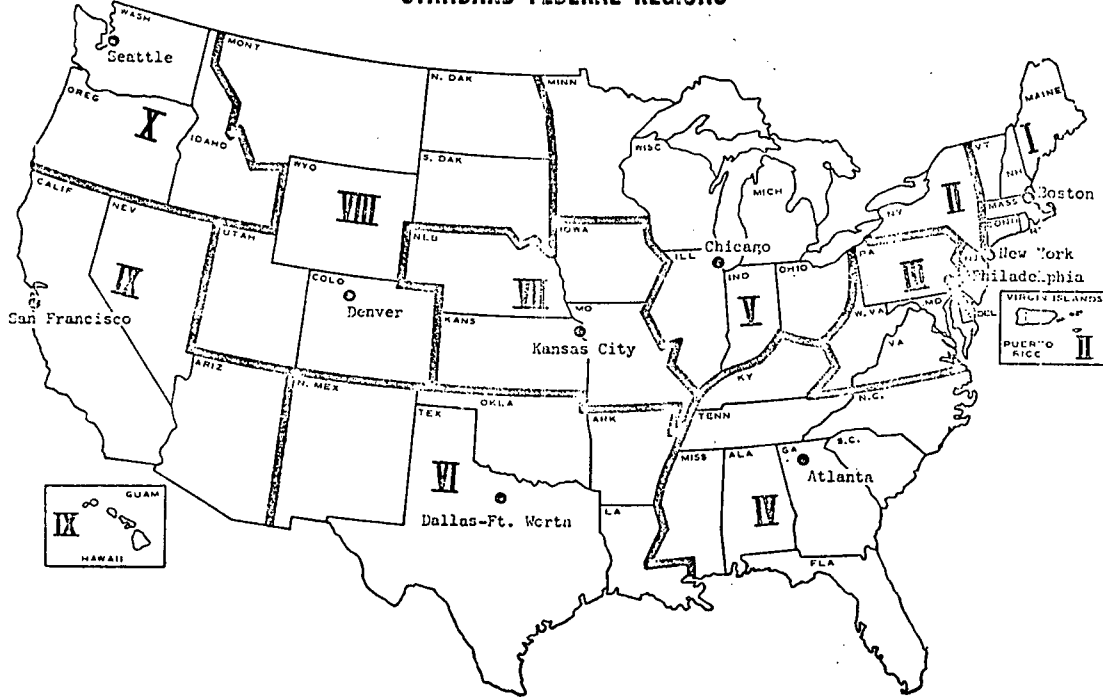 STANDARD FEDERAL REGIONS
WASH
Seattle
MONT
N. DAK
MINN
OREG
X
IDAHO
S. DAK
WISC
MICH
MAINE
VT
I
NH
MASS
Boston
CONN
NY
II
CALIF
NEV
IX
San Francisco
UTAH
WYO
VIII
COLO
Denver
IOWA
VII
KANS
MO
Kansas City
Chicago
ILL
IND
V
OHIO
PA
New York
Philadelphia
MD
DEL
W. VA
VA
VIRGIN ISLANDS
PUERTO
RICE
II
KY
N.C.
TENN
S.C.
ARIZ
N. MEX
OKLA
TEX
VI
Dallas-Ft. Worth
ARK
LA
MISS
ALA
IV
GA
Atlanta
FLA
GUAM
IX
HAWAII